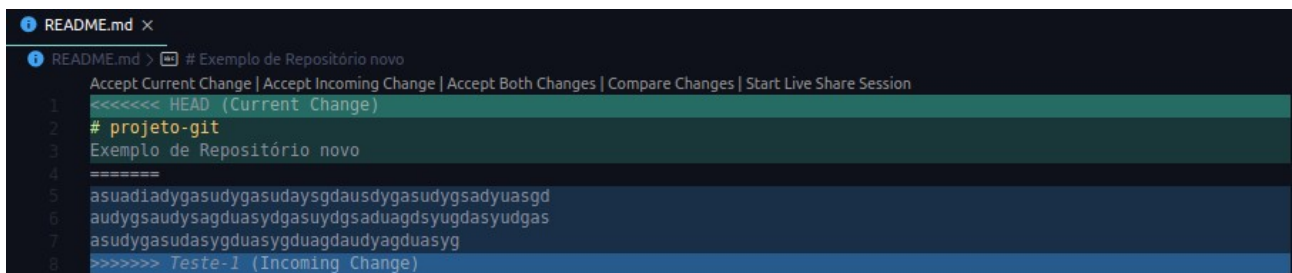 README.md ×
README.md > # Exemplo de Repositório novo
Accept Current Change | Accept Incoming Change | Accept Both Changes | Compare Changes | Start Live Share Session
1 <<<<<<< HEAD (Current Change)
2 # projeto-git
3 Exemplo de Repositório novo
4 =======
5 asuadiadygasudygasudaysgdausdygasudygsadyuasgd
6 audygsaudysagduasydgasuydgsaduagdsyugdasyudgas
7 asudygasudasygduasygduagdaudyagduasyg
8 >>>>>>> Teste-1 (Incoming Change)